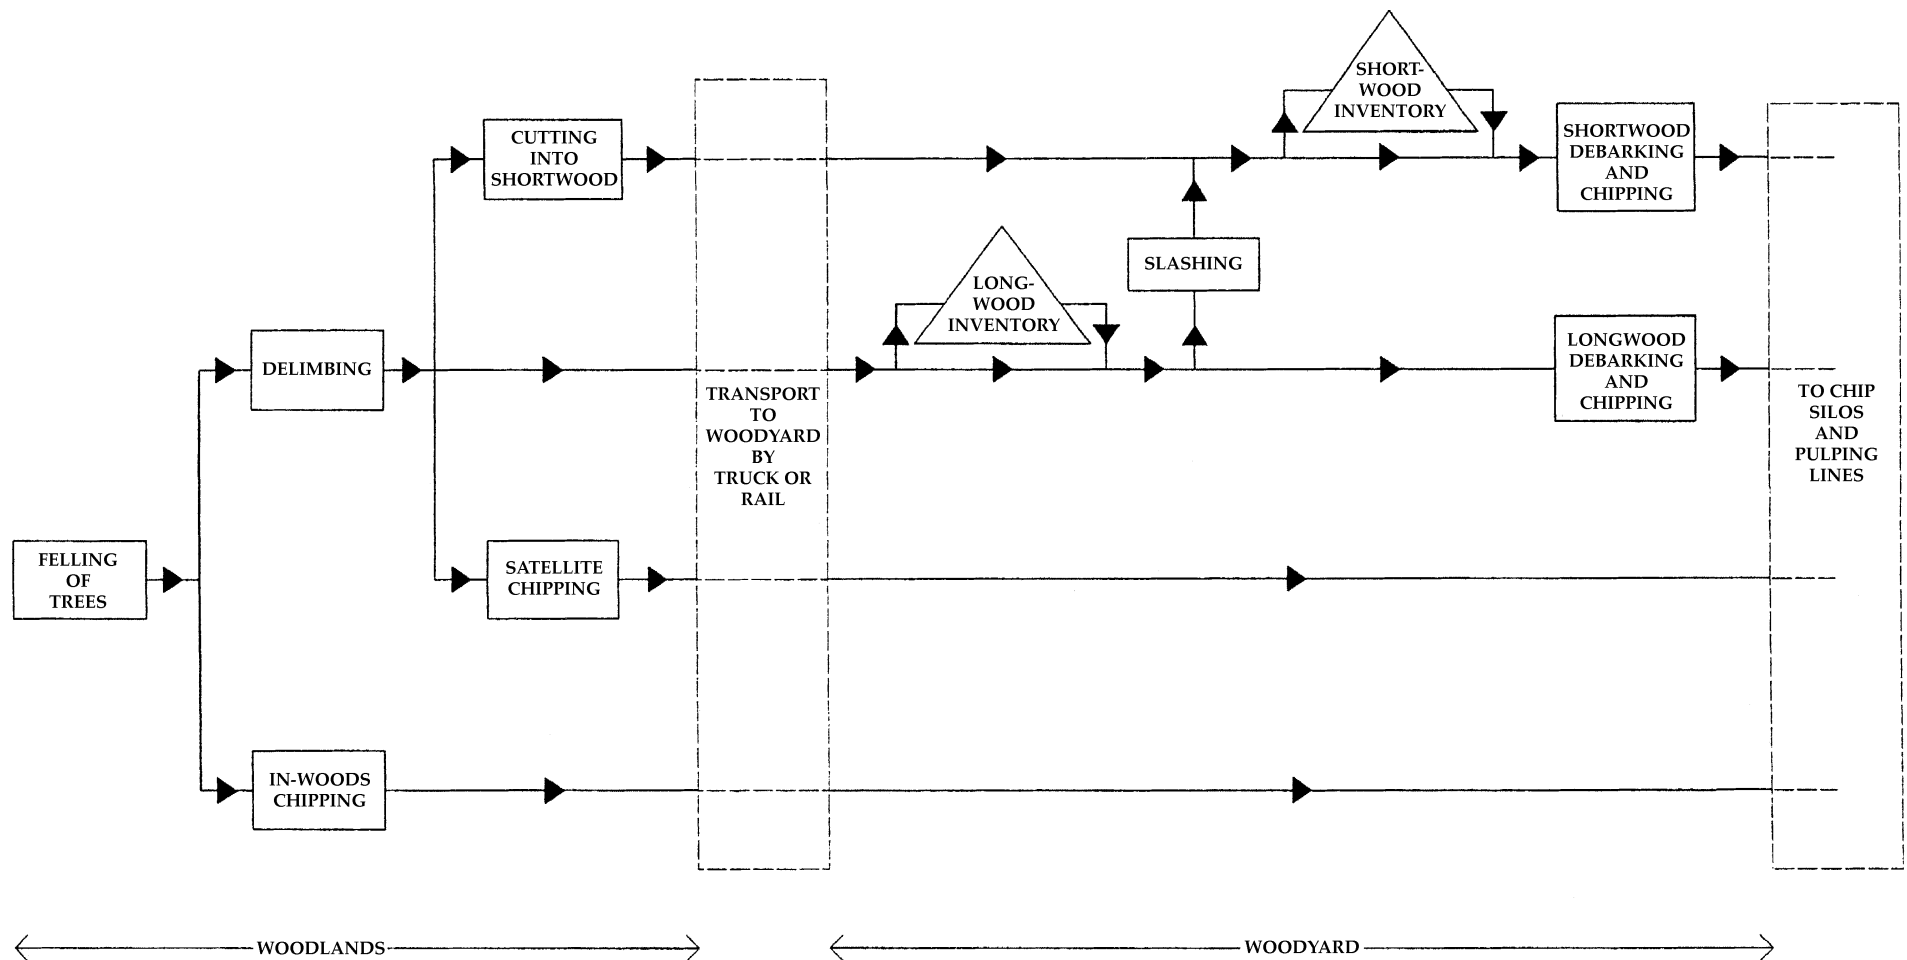 SHORT-
WOOD
INVENTORY
CUTTING
INTO
SHORTWOOD
SHORTWOOD
DEBARKING
AND
CHIPPING
SLASHING
LONG-
WOOD
INVENTORY
DELIMBING
LONGWOOD
DEBARKING
AND
CHIPPING
TRANSPORT
TO
WOODYARD
BY
TRUCK OR
RAIL
TO CHIP
SILOS
AND
PULPING
LINES
FELLING
OF
TREES
SATELLITE
CHIPPING
IN-WOODS
CHIPPING
WOODLANDS
WOODYARD